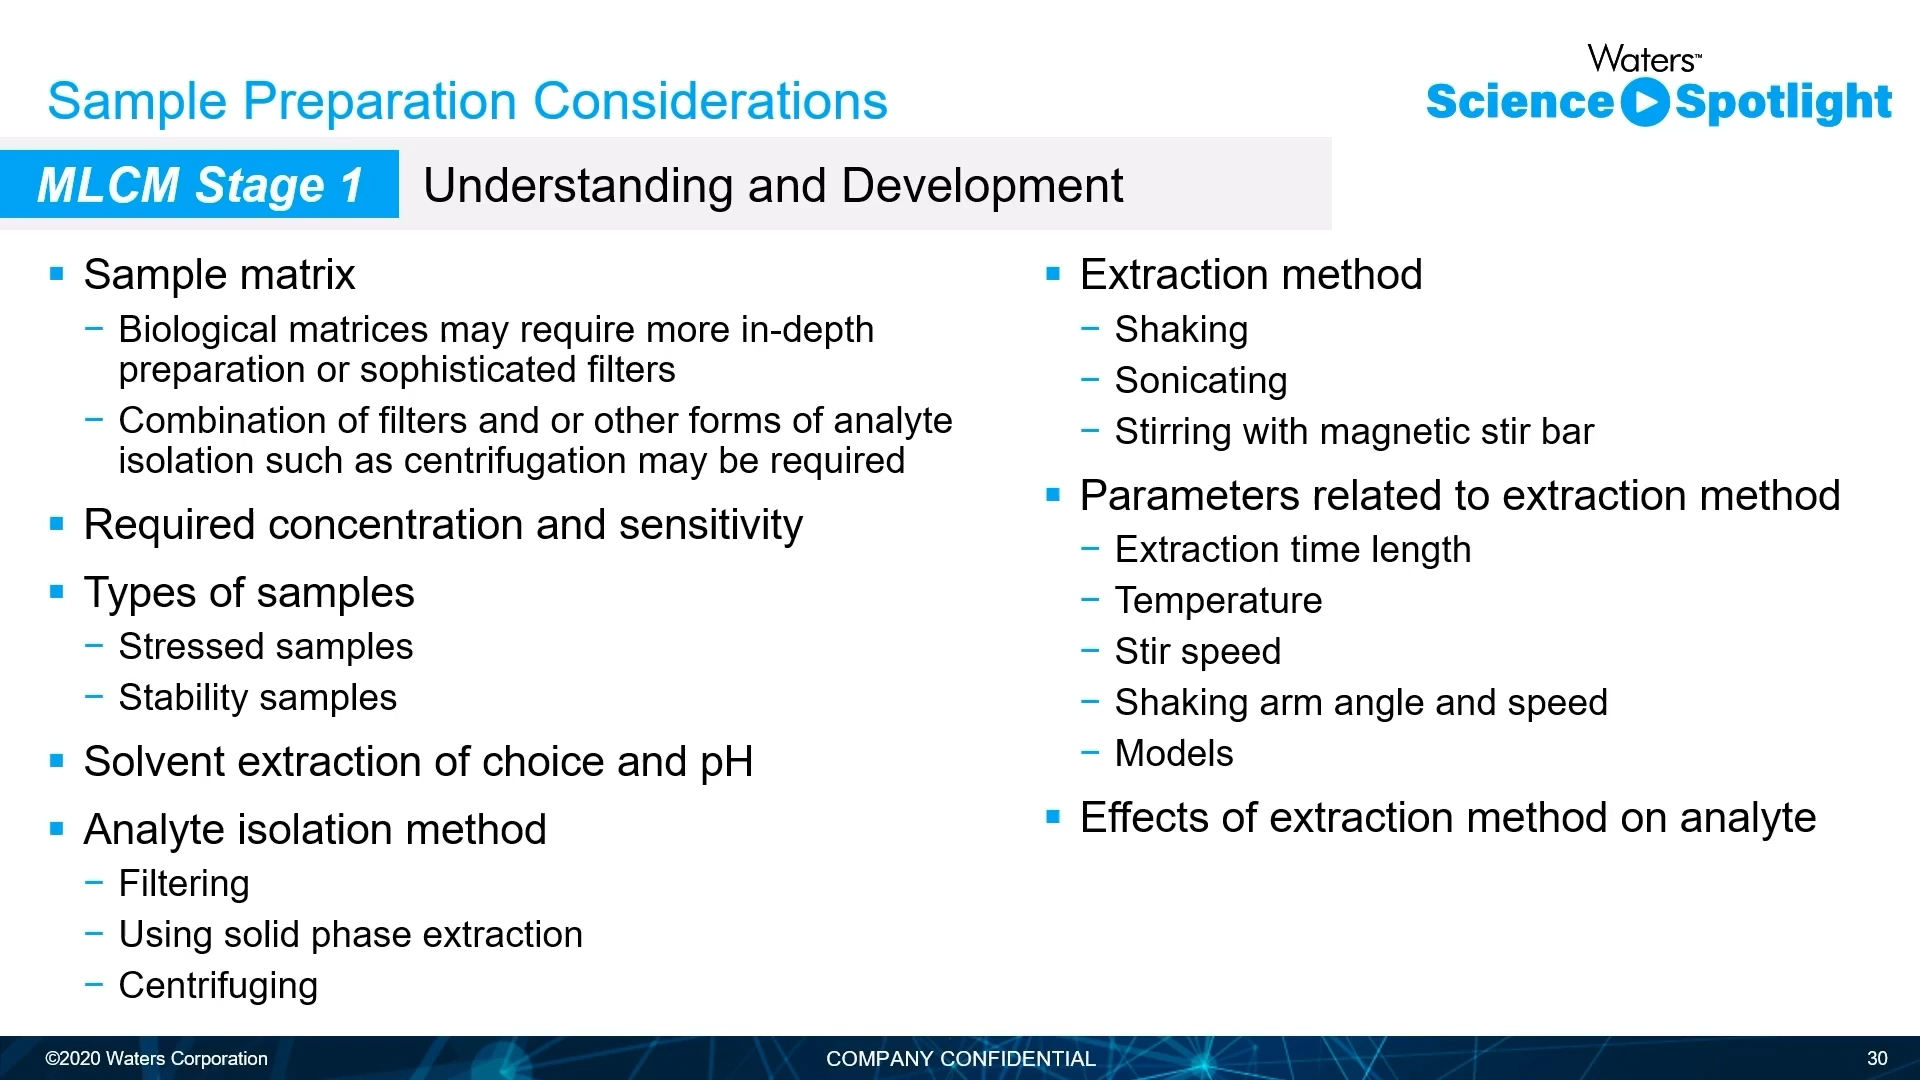 Sample Preparation Considerations
Waters™
Science Spotlight
MLCM Stage 1
Understanding and Development
▪ Sample matrix
− Biological matrices may require more in-depth
preparation or sophisticated filters
− Combination of filters and or other forms of analyte
isolation such as centrifugation may be required
▪ Required concentration and sensitivity
▪ Types of samples
− Stressed samples
− Stability samples
▪ Solvent extraction of choice and pH
▪ Analyte isolation method
− Filtering
− Using solid phase extraction
− Centrifuging
▪ Extraction method
− Shaking
− Sonicating
− Stirring with magnetic stir bar
▪ Parameters related to extraction method
− Extraction time length
− Temperature
− Stir speed
− Shaking arm angle and speed
− Models
▪ Effects of extraction method on analyte
©2020 Waters Corporation
COMPANY CONFIDENTIAL
30